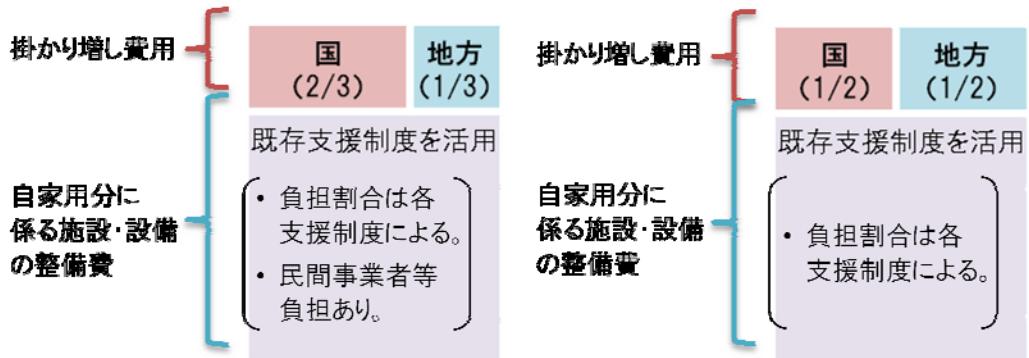 掛かり増し費用
国
(2/3)
地方
(1/3)
既存支援制度を活用
自家用分に
係る施設・設備
の整備費
・ 負担割合は各
支援制度による。
・ 民間事業者等
負担あり。
掛かり増し費用
国
(1/2)
地方
(1/2)
既存支援制度を活用
自家用分に
係る施設・設備
の整備費
・ 負担割合は各
支援制度による。